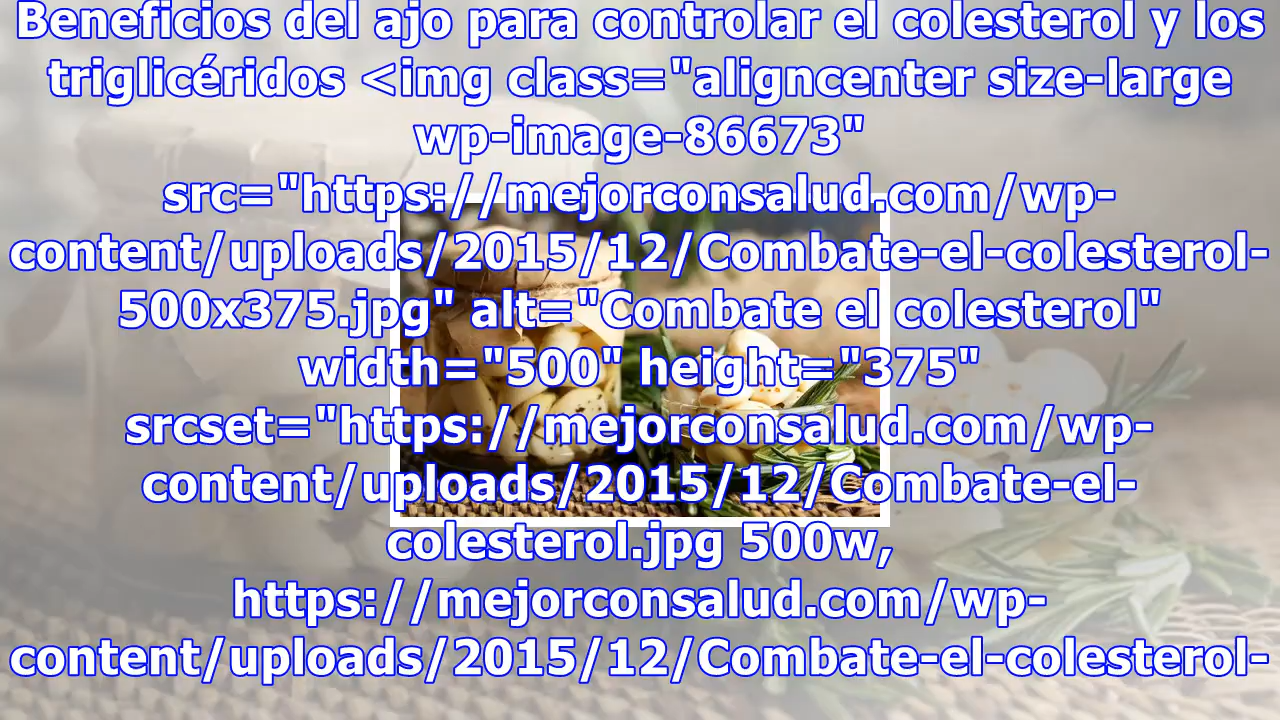 Beneficios del ajo para controlar el colesterol y los
triglicéridos <img class="aligncenter size-large
wp-image-86673"
src="https://mejorconsalud.com/wp-
content/uploads/2015/12/Combate-el-colesterol-
500x375.jpg" alt="Combate el colesterol"
width="500" height="375"
srcset="https://mejorconsalud.com/wp-
content/uploads/2015/12/Combate-el-
colesterol.jpg 500w,
https://mejorconsalud.com/wp-
content/uploads/2015/12/Combate-el-colesterol-